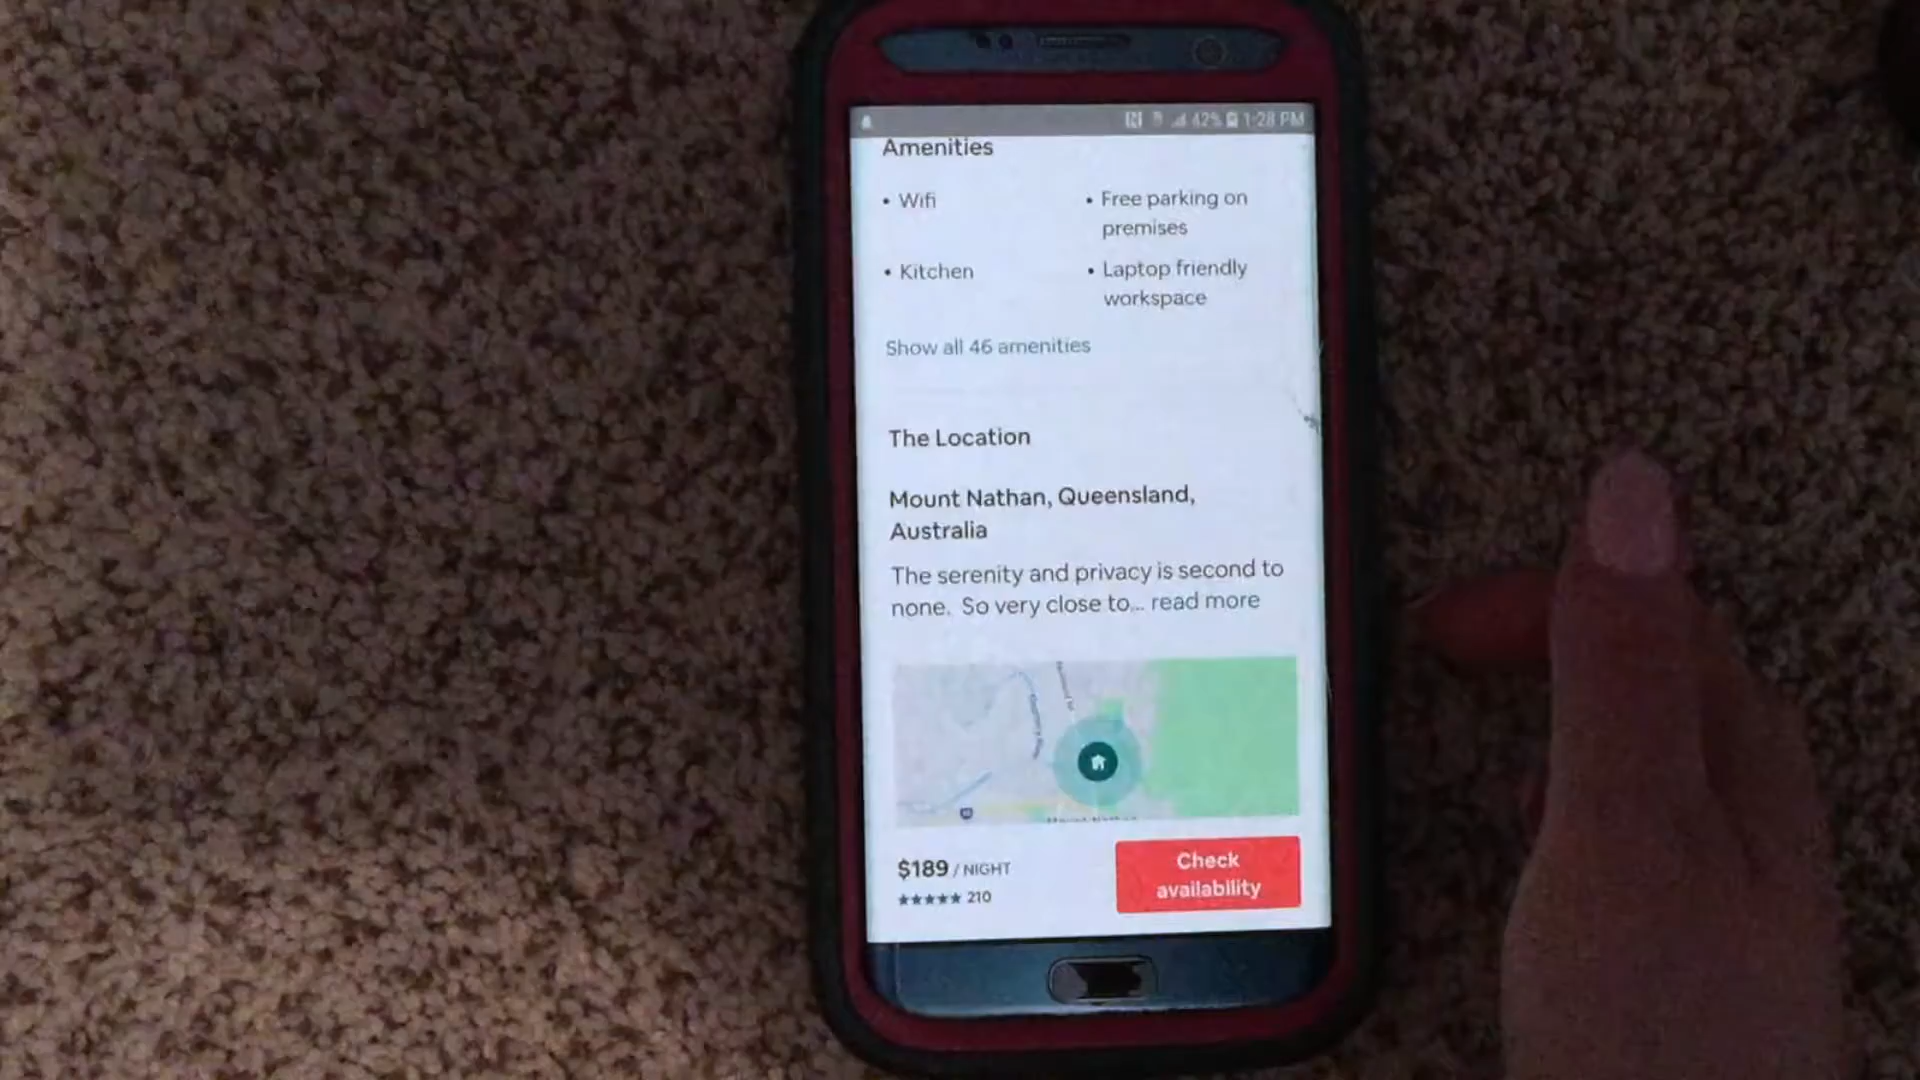 42% 1:28 PM
Amenities
• Wifi
• Free parking on
premises
• Kitchen
• Laptop friendly
workspace
Show all 46 amenities
The Location
Mount Nathan, Queensland,
Australia
The serenity and privacy is second to
none. So very close to... read more
$189 / NIGHT
★★★★★ 210
Check
availability